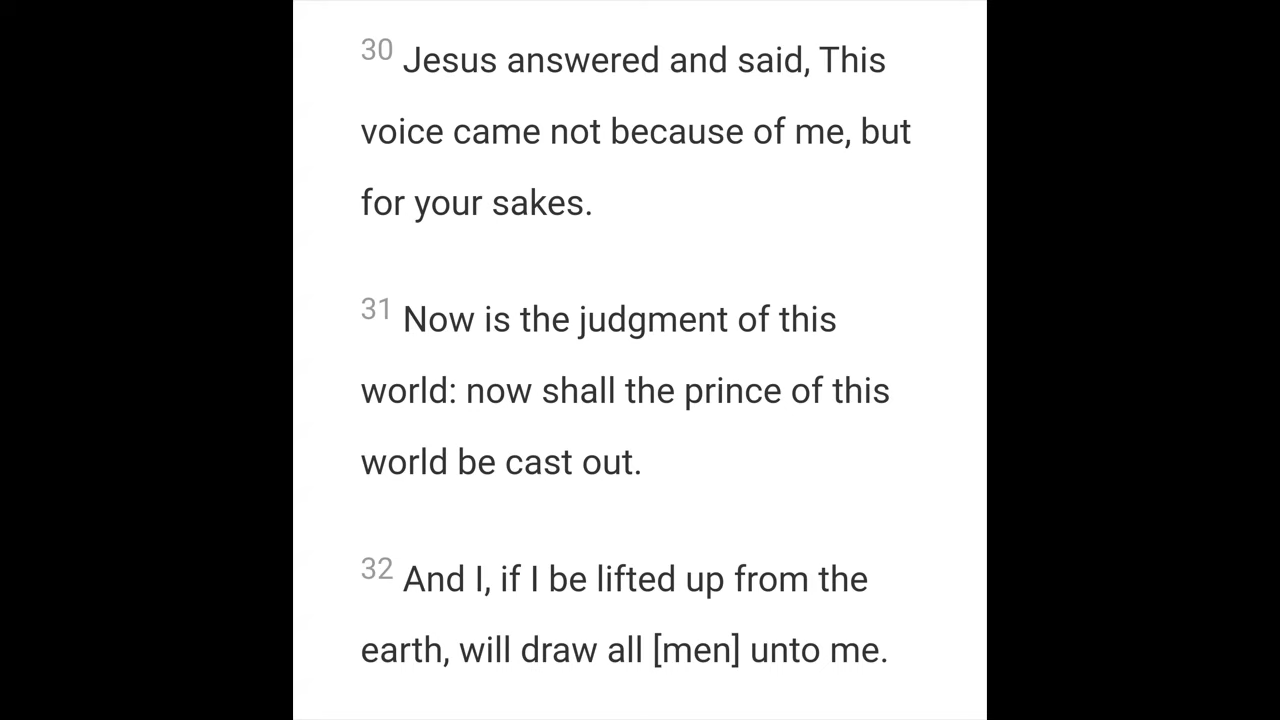 30 Jesus answered and said, This
voice came not because of me, but
for your sakes.
31 Now is the judgment of this
world: now shall the prince of this
world be cast out.
32 And I, if I be lifted up from the
earth, will draw all [men] unto me.